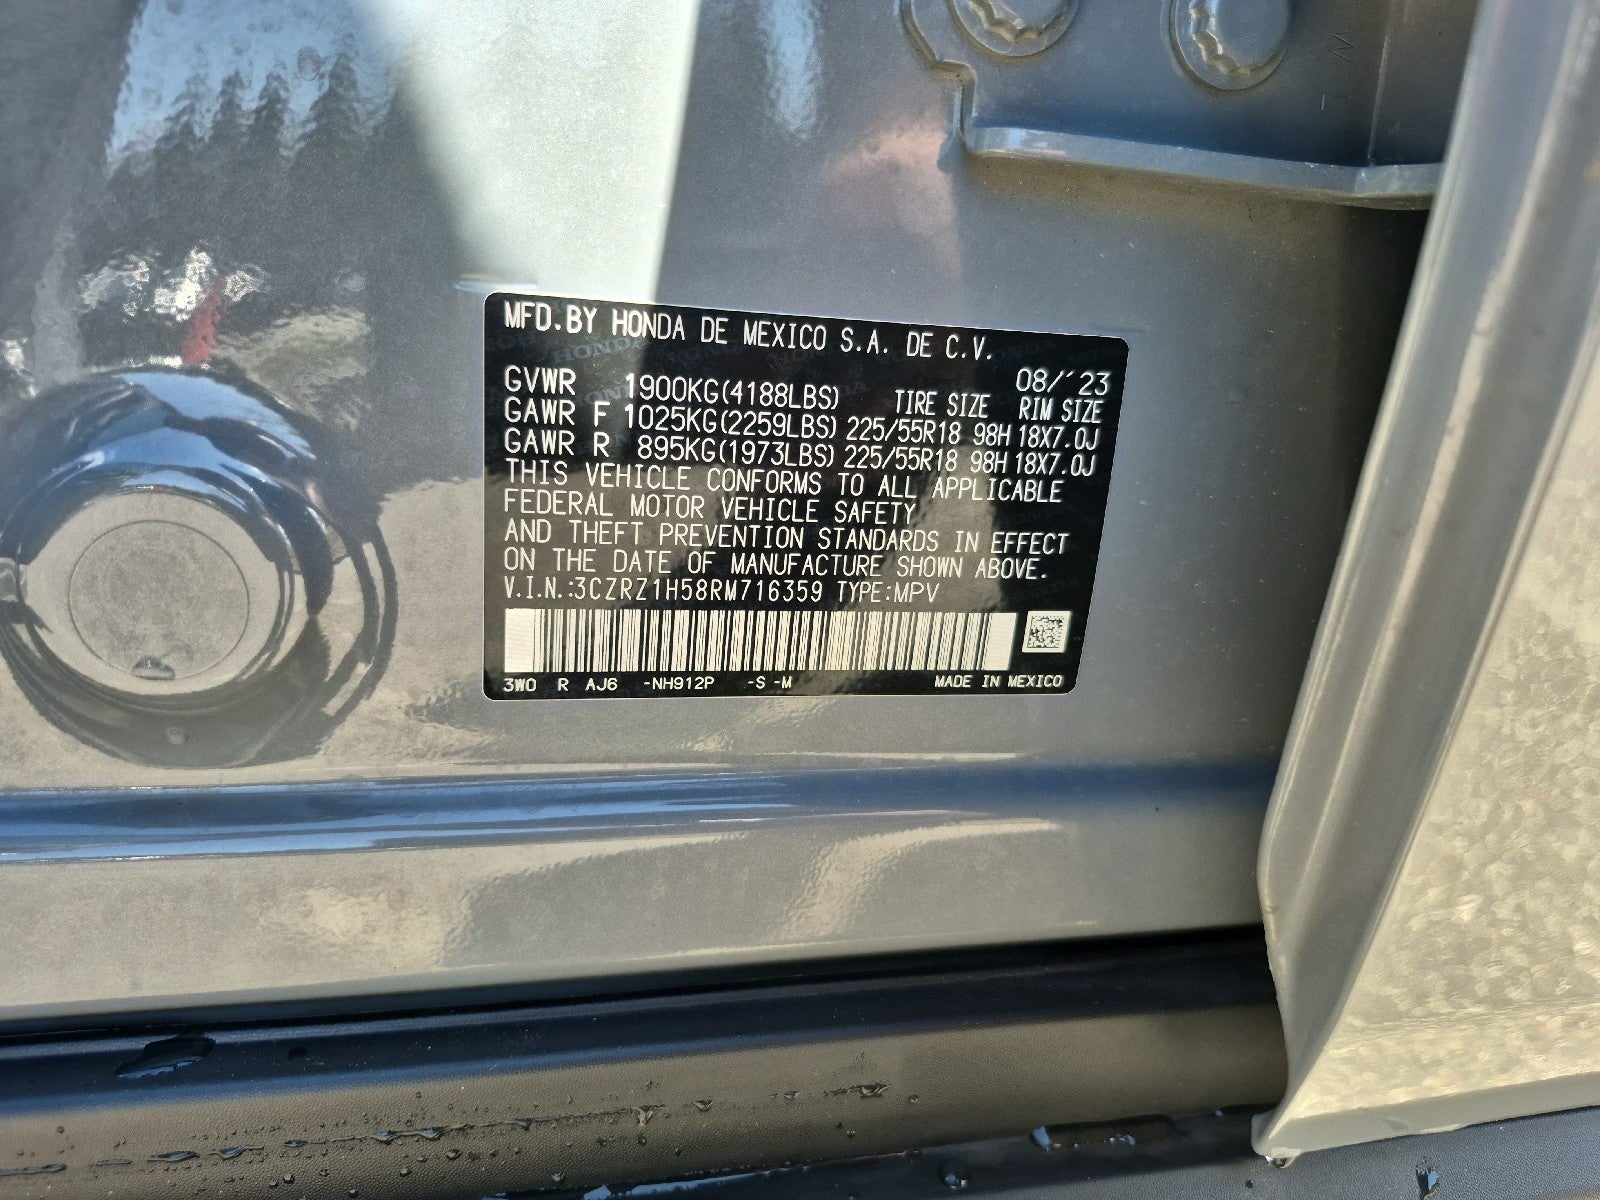 MFD.BY HONDA DE MEXICO S.A. DE C.V.
08/´23
GVWR 1900KG(4188LBS) TIRE SIZE RIM SIZE
GAWR F 1025KG(2259LBS) 225/55R18 98H 18X7.0J
GAWR R 895KG(1973LBS) 225/55R18 98H 18X7.0J
THIS VEHICLE CONFORMS TO ALL APPLICABLE
FEDERAL MOTOR VEHICLE SAFETY
AND THEFT PREVENTION STANDARDS IN EFFECT
ON THE DATE OF MANUFACTURE SHOWN ABOVE.
V.I.N.:3CZRZ1H58RM716359 TYPE:MPV
3W0 R AJ6 -NH912P -S -M MADE IN MEXICO